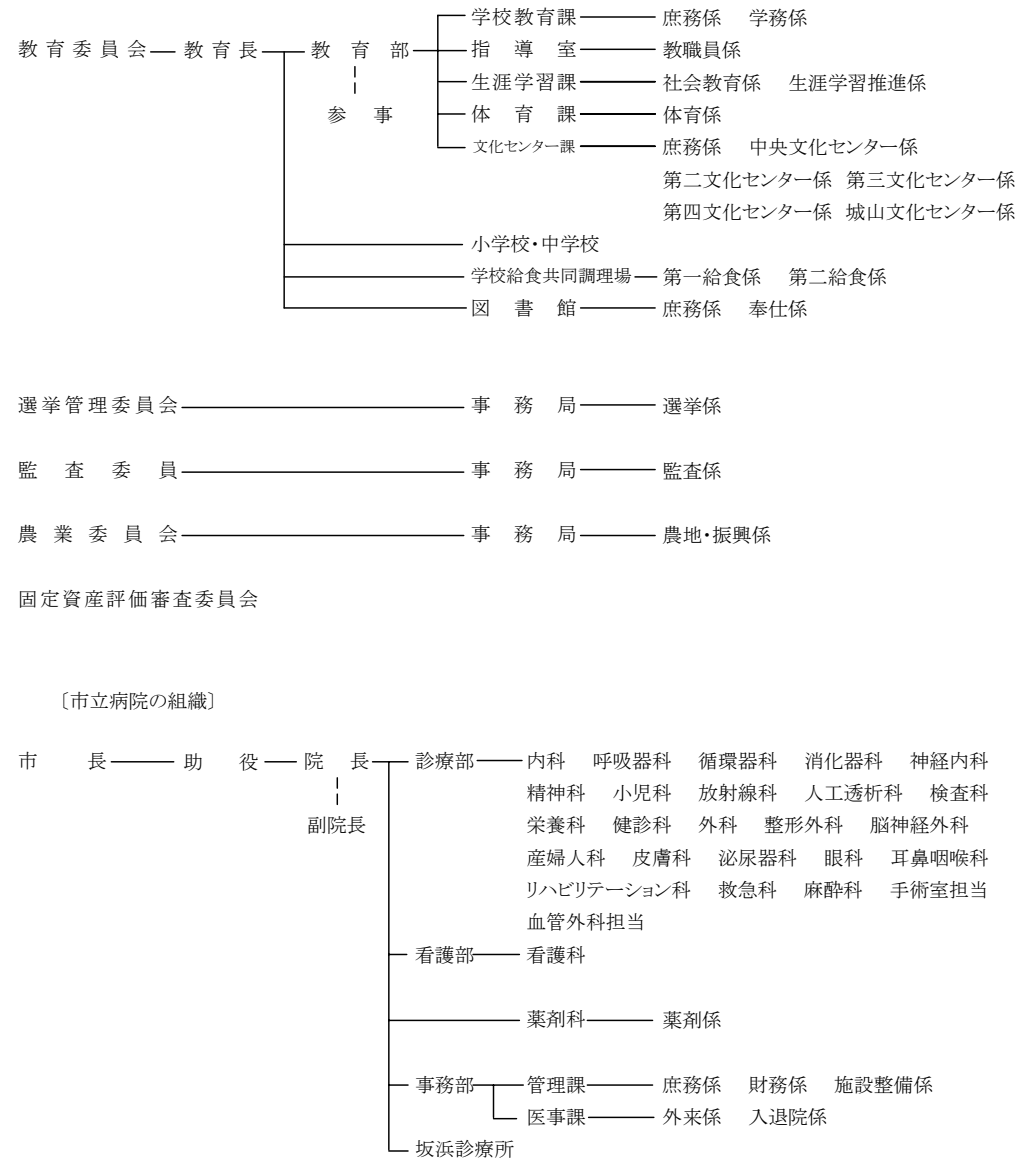 学校教育課 庶務係 学務係
教育委員会 教育長 教育部 指導室 教職員係
生涯学習課 社会教育係 生涯学習推進係
参事 体育課 体育係
文化センター課 庶務係 中央文化センター係
第二文化センター係 第三文化センター係
第四文化センター係 城山文化センター係
小学校・中学校
学校給食共同調理場 第一給食係 第二給食係
図書館 庶務係 奉仕係
選挙管理委員会 事務局 選挙係
監査委員 事務局 監査係
農業委員会 事務局 農地・振興係
固定資産評価審査委員会
〔市立病院の組織〕
市長 助役 院長 診療部 内科 呼吸器科 循環器科 消化器科 神経内科
精神科 小児科 放射線科 人工透析科 検査科
副院長 栄養科 健診科 外科 整形外科 脳神経外科
産婦人科 皮膚科 泌尿器科 眼科 耳鼻咽喉科
リハビリテーション科 救急科 麻酔科 手術室担当
血管外科担当
看護部 看護科
薬剤科 薬剤係
事務部 管理課 庶務係 財務係 施設整備係
医事課 外来係 入退院係
坂浜診療所